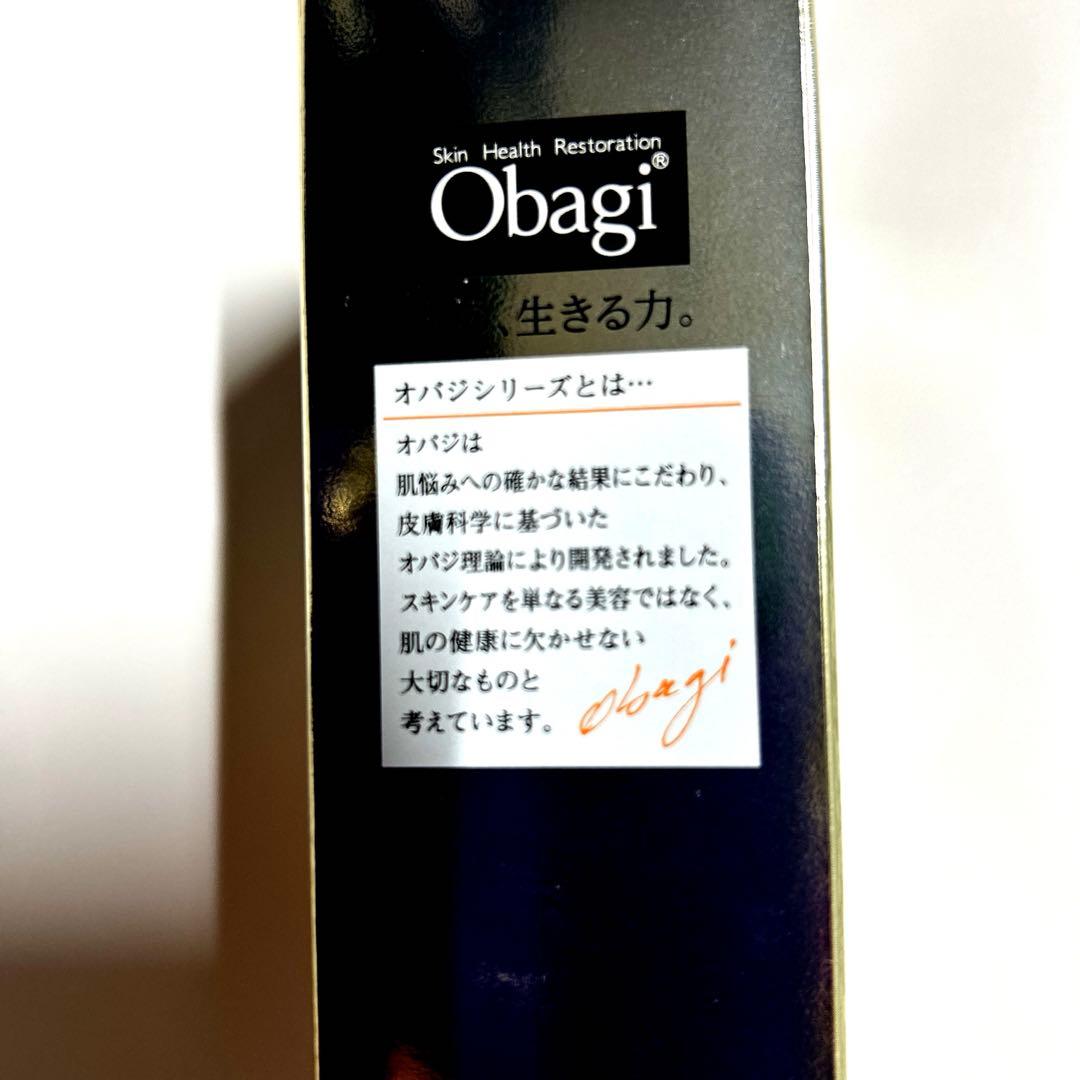 Skin Health Restoration
Obagi®
、生きる力。
オバジシリーズとは…
オバジは
肌悩みへの確かな結果にこだわり、
皮膚科学に基づいた
オバジ理論により開発されました。
スキンケアを単なる美容ではなく、
肌の健康に欠かせない
大切なものと
考えています。
Obagi